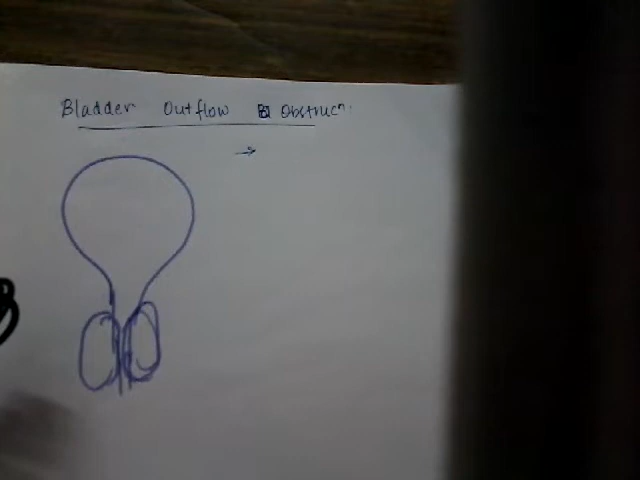 Bladder Outflow Obstrucn.
→